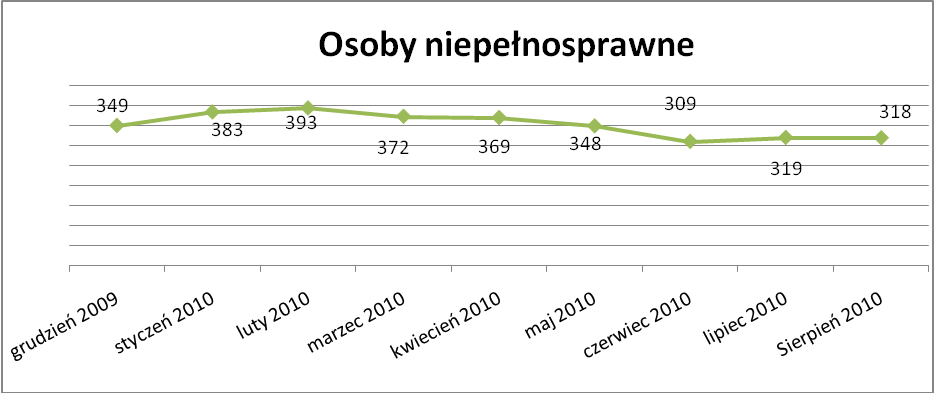 Osoby niepełnosprawne
349
383
393
372
369
348
309
319
318
grudzień 2009
styczeń 2010
luty 2010
marzec 2010
kwiecień 2010
maj 2010
czerwiec 2010
lipiec 2010
Sierpień 2010